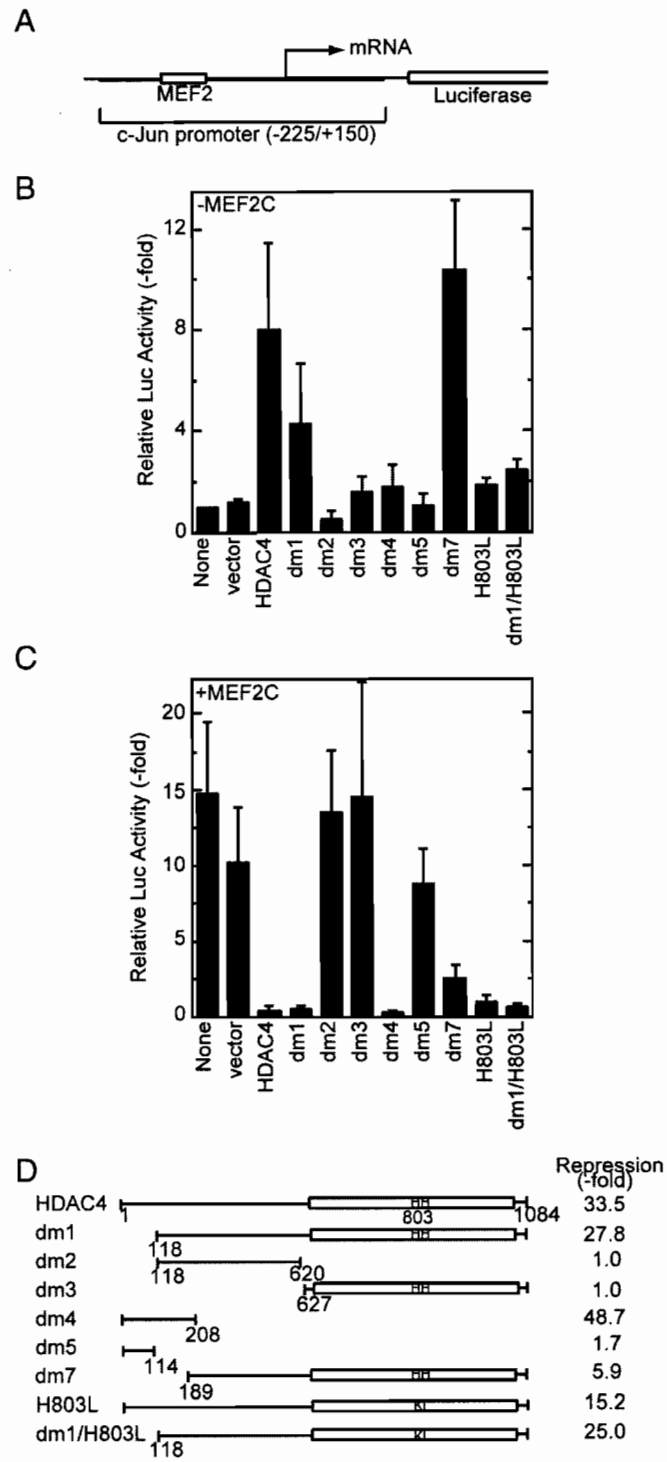 A
mRNA
MEF2
Luciferase
c-Jun promoter (-225/+150)
B
-MEF2C
Relative Luc Activity (-fold)
12
8
4
0
None
vector
HDAC4
dm1
dm2
dm3
dm4
dm5
dm7
H803L
dm1/H803L
C
+MEF2C
Relative Luc Activity (-fold)
20
15
10
5
0
None
vector
HDAC4
dm1
dm2
dm3
dm4
dm5
dm7
H803L
dm1/H803L
D
Repression
(-fold)
HDAC4
HH
33.5
1
803
1084
dm1
HH
27.8
118
dm2
1.0
118
620
dm3
HH
1.0
627
dm4
48.7
208
dm5
1.7
114
dm7
HH
5.9
189
H803L
15.2
dm1/H803L
25.0
118